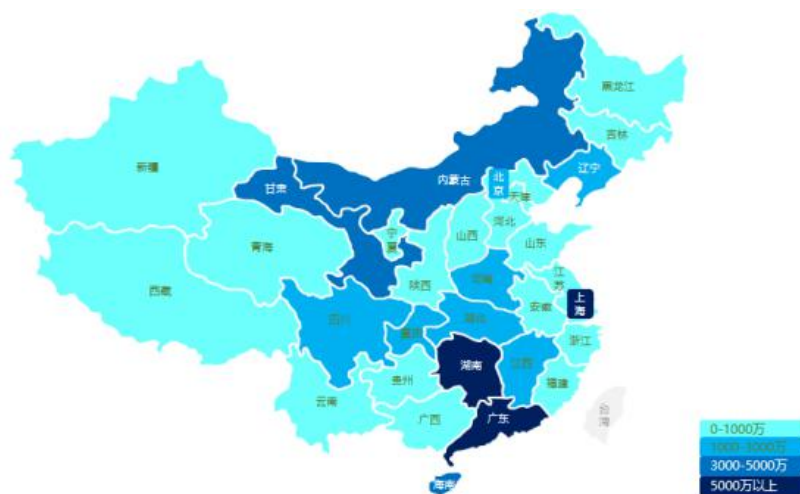 黑龙江
吉林
新疆
辽宁
甘肃
内蒙古
北京
天津
宁夏
山西
河北
山东
青海
陕西
河南
江苏
西藏
安徽
上海
四川
重庆
湖北
浙江
湖南
江西
贵州
福建
云南
广西
广东
台湾
海南
0-1000万
1000-3000万
3000-5000万
5000万以上